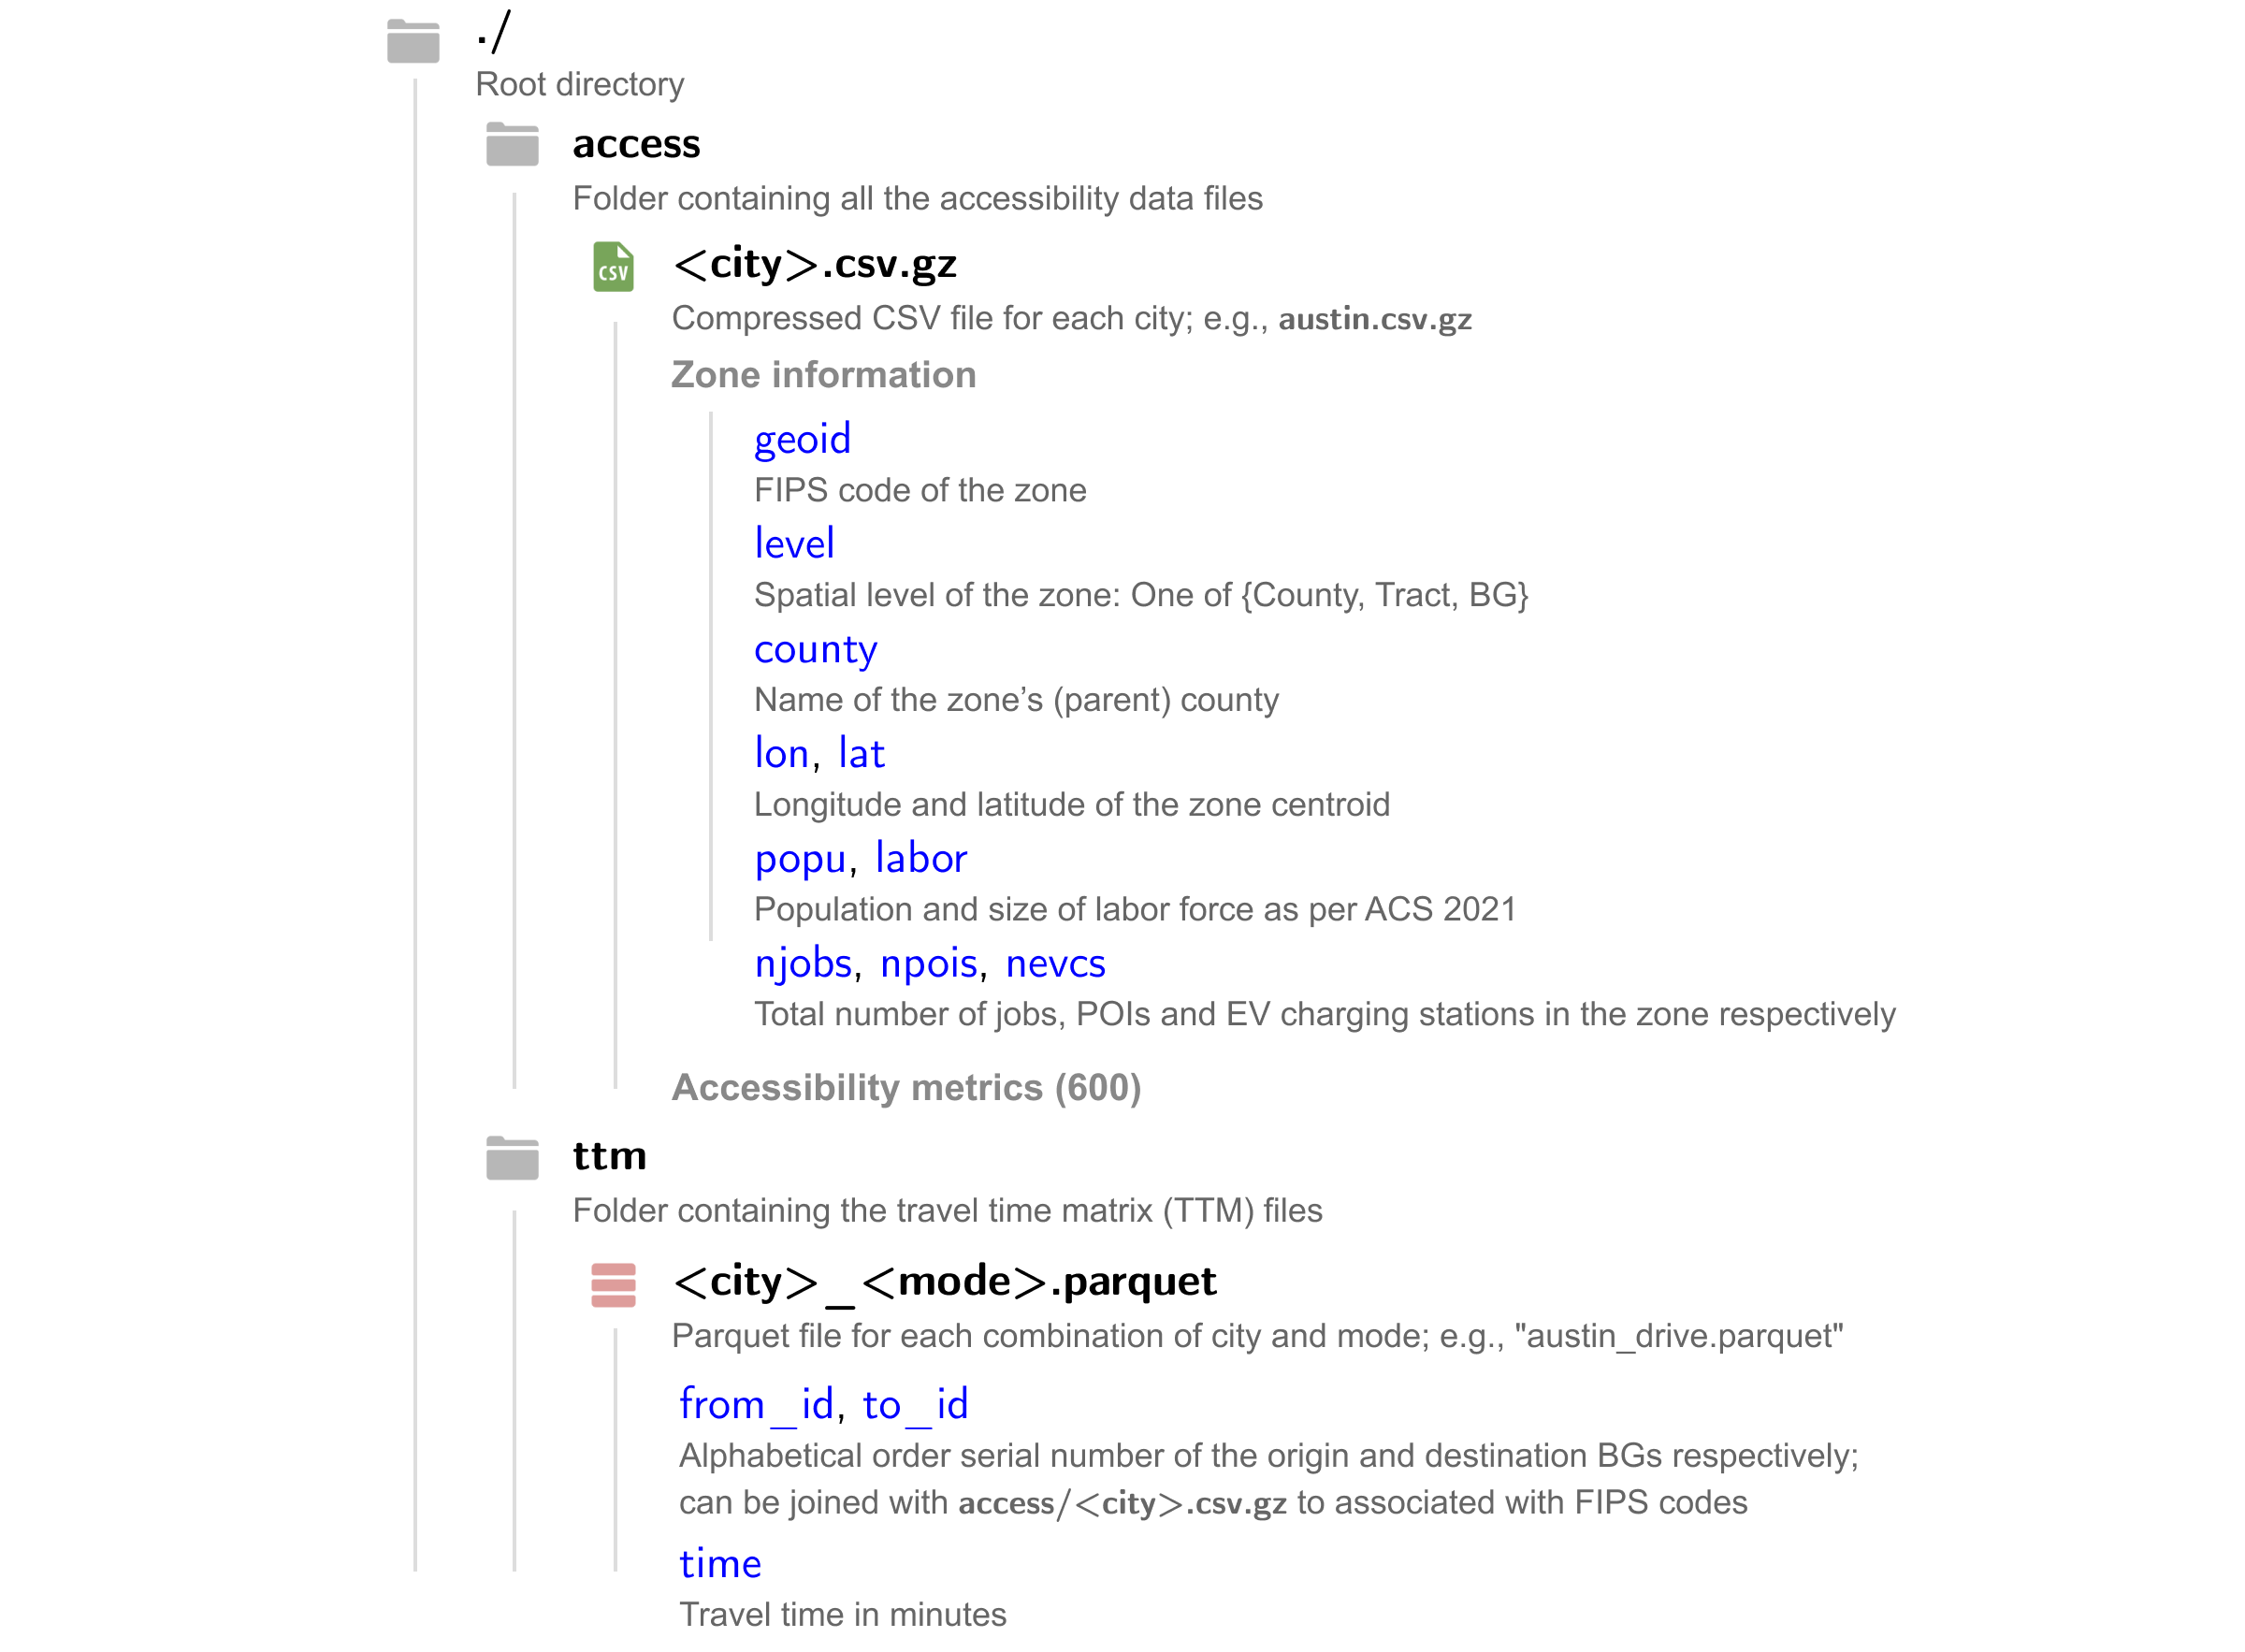 ./
Root directory
access
Folder containing all the accessibility data files
CSV
<city>.csv.gz
Compressed CSV file for each city; e.g., austin.csv.gz
Zone information
geoid
FIPS code of the zone
level
Spatial level of the zone: One of {County, Tract, BG}
county
Name of the zone’s (parent) county
lon, lat
Longitude and latitude of the zone centroid
popu, labor
Population and size of labor force as per ACS 2021
njobs, npois, nevcs
Total number of jobs, POIs and EV charging stations in the zone respectively
Accessibility metrics (600)
ttm
Folder containing the travel time matrix (TTM) files
<city>_<mode>.parquet
Parquet file for each combination of city and mode; e.g., "austin_drive.parquet"
from_id, to_id
Alphabetical order serial number of the origin and destination BGs respectively;
can be joined with access/<city>.csv.gz to associated with FIPS codes
time
Travel time in minutes